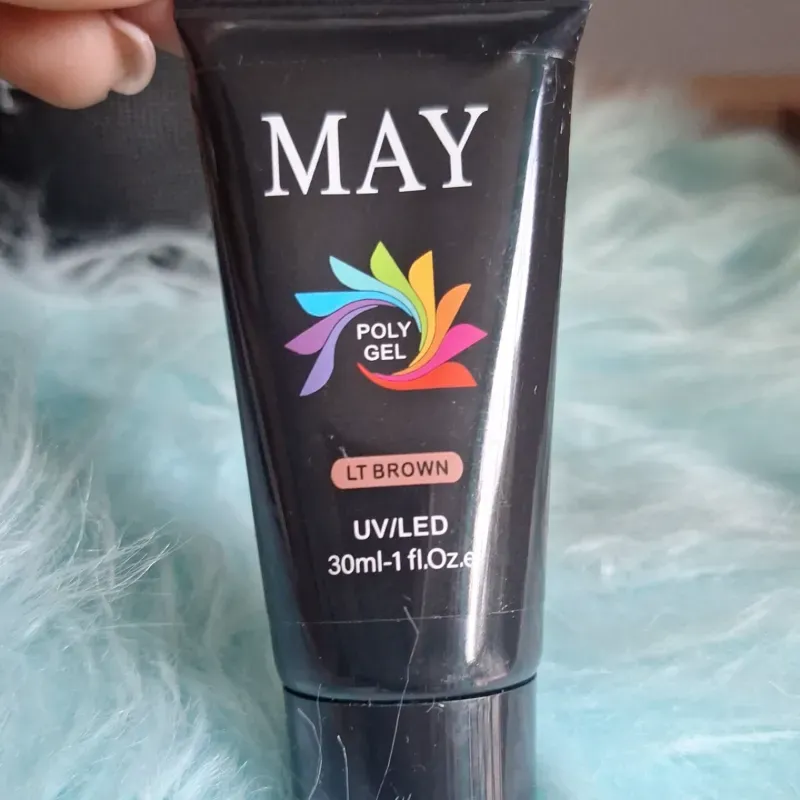 MAY
POLY
GEL
LT BROWN
UV/LED
30ml-1 fl.Oz.e